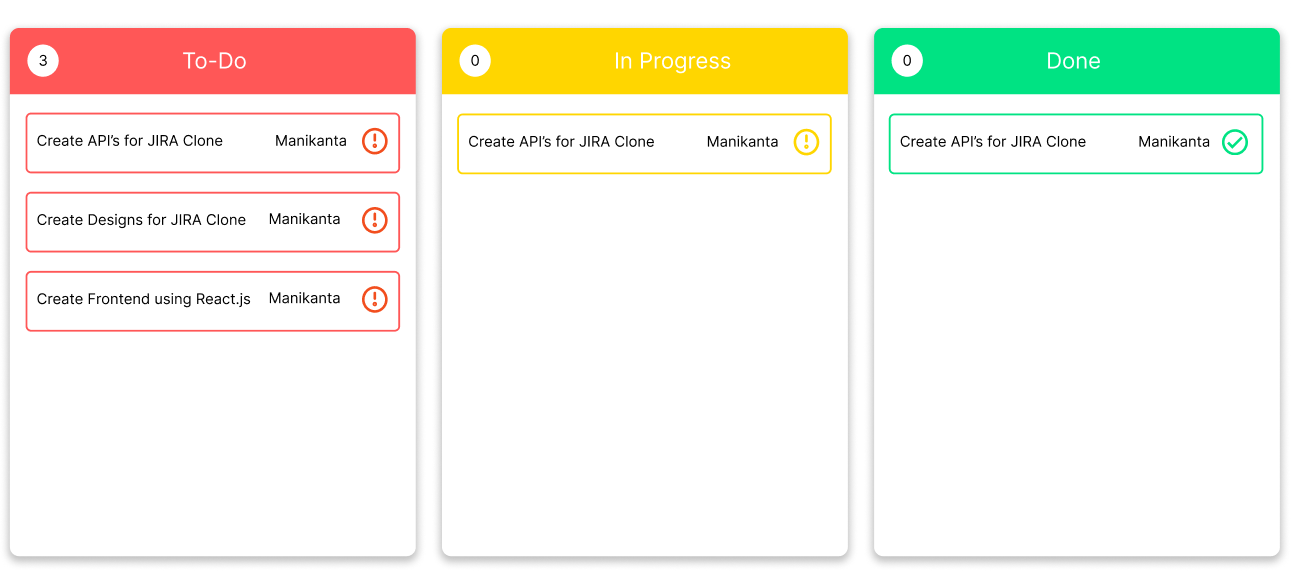 3 To-Do
Create API’s for JIRA Clone Manikanta
Create Designs for JIRA Clone Manikanta
Create Frontend using React.js Manikanta
0 In Progress
Create API’s for JIRA Clone Manikanta
0 Done
Create API’s for JIRA Clone Manikanta